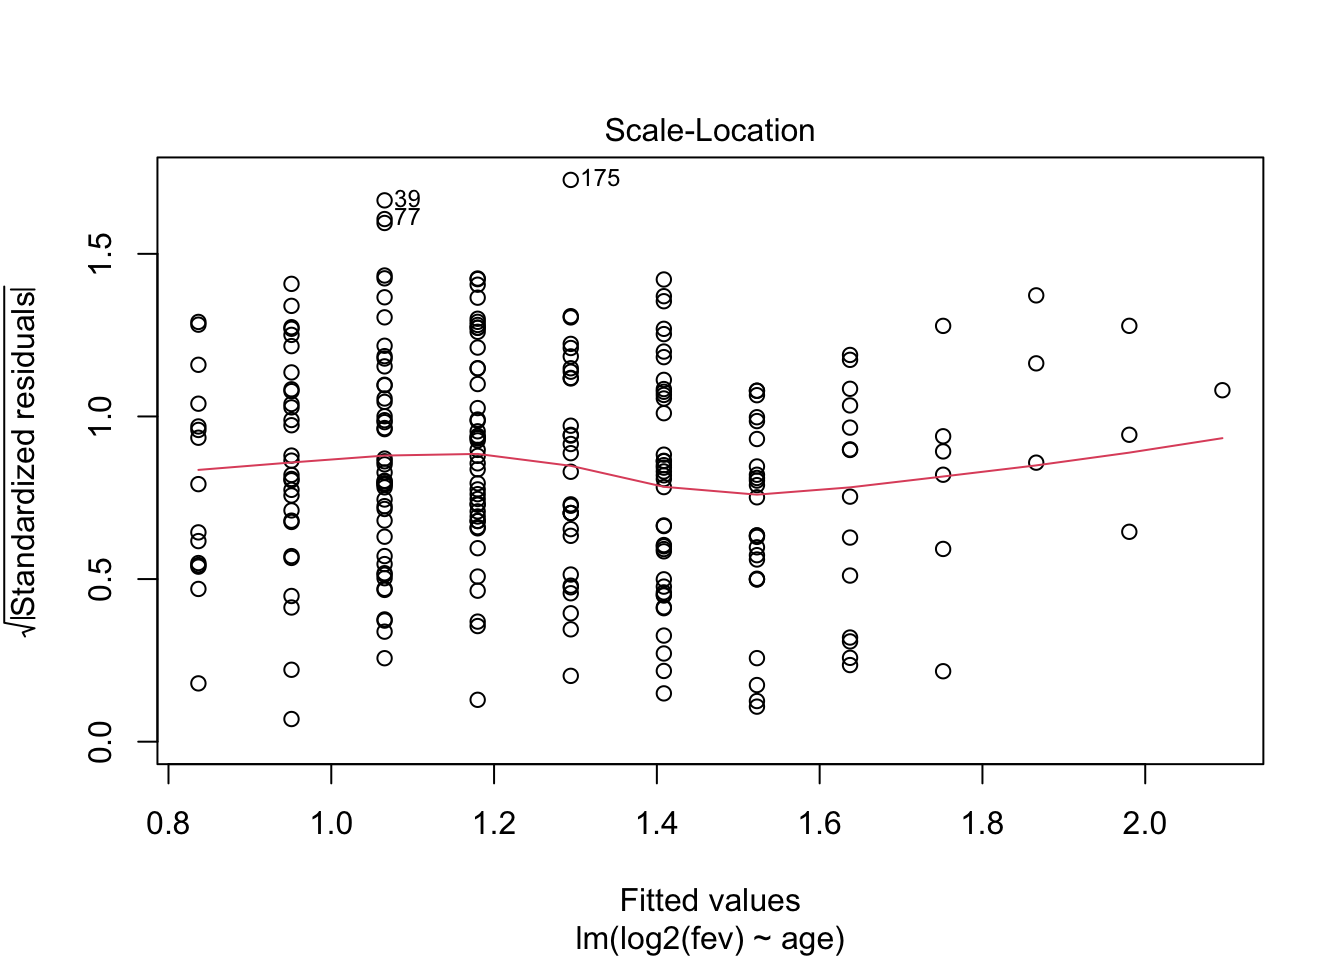 Scale-Location
175
39
77
√|Standardized residuals|
1.5
1.0
0.5
0.0
0.8 1.0 1.2 1.4 1.6 1.8 2.0
Fitted values
lm(log2(fev) ~ age)